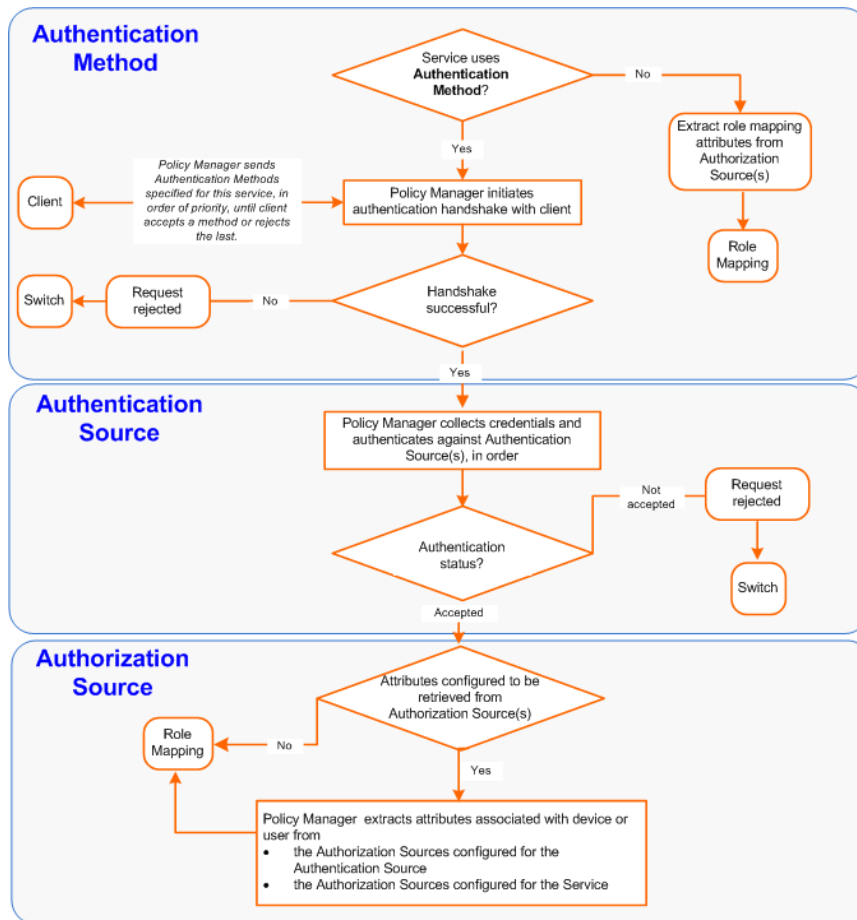 Authentication
Method
Service uses
Authentication
Method?
No
Extract role mapping
attributes from
Authorization
Source(s)
Role
Mapping
Yes
Policy Manager sends
Authentication Methods
specified for this service, in
order of priority, until client
accepts a method or rejects
the last.
Client
Policy Manager initiates
authentication handshake with client
Handshake
successful?
No
Request
rejected
Switch
Yes
Authentication
Source
Policy Manager collects credentials and
authenticates against Authentication
Source(s), in order
Authentication
status?
Not
accepted
Request
rejected
Switch
Accepted
Authorization
Source
Attributes configured to be
retrieved from
Authorization Source(s)
No
Role
Mapping
Yes
Policy Manager extracts attributes associated with device or
user from
• the Authorization Sources configured for the
Authentication Source
• the Authorization Sources configured for the Service